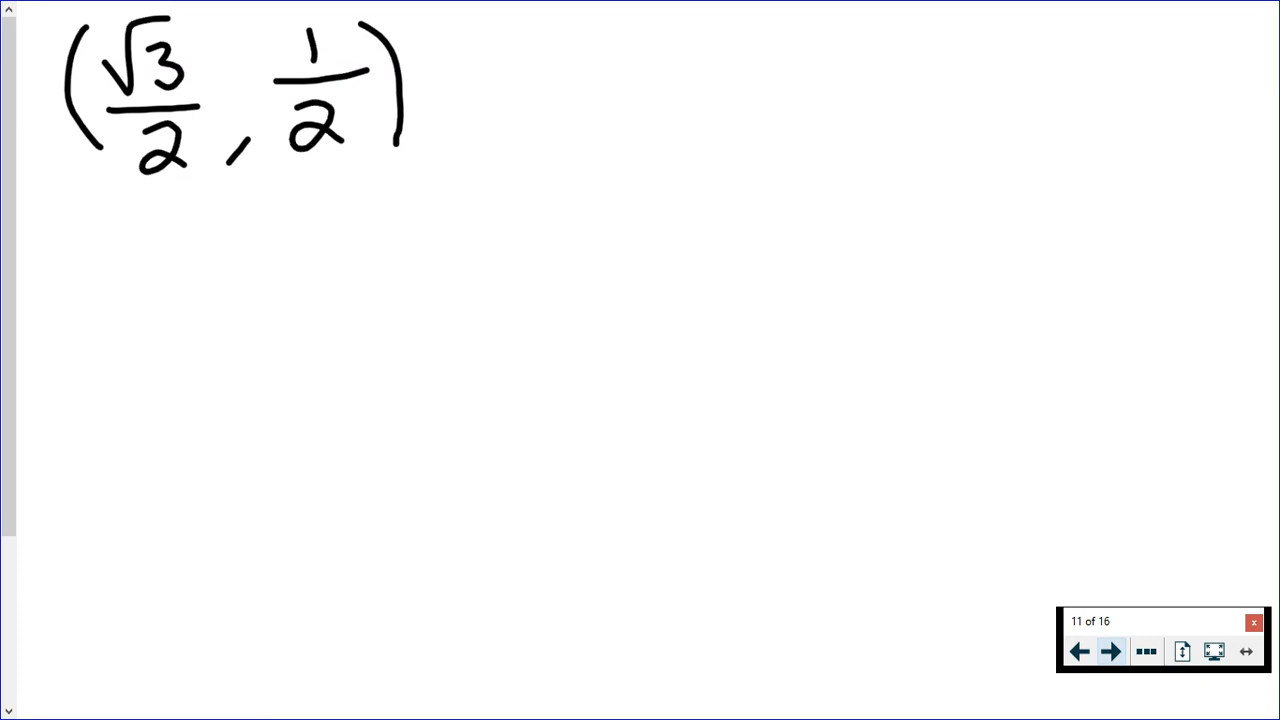 (√3/2, 1/2)
11 of 16
x